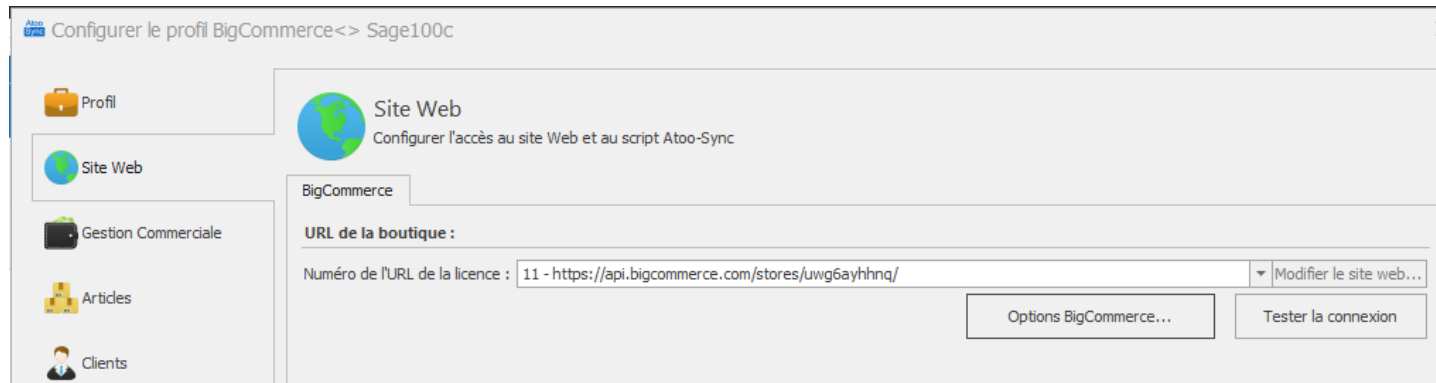 Atoo
Sync
Configurer le profil BigCommerce<> Sage100c
Profil
Site Web
Gestion Commerciale
Articles
Clients
Site Web
Configurer l'accès au site Web et au script Atoo-Sync
BigCommerce
URL de la boutique :
Numéro de l'URL de la licence : 11 - https://api.bigcommerce.com/stores/uwg6ayhhnq/ Modifier le site web...
Options BigCommerce... Tester la connexion